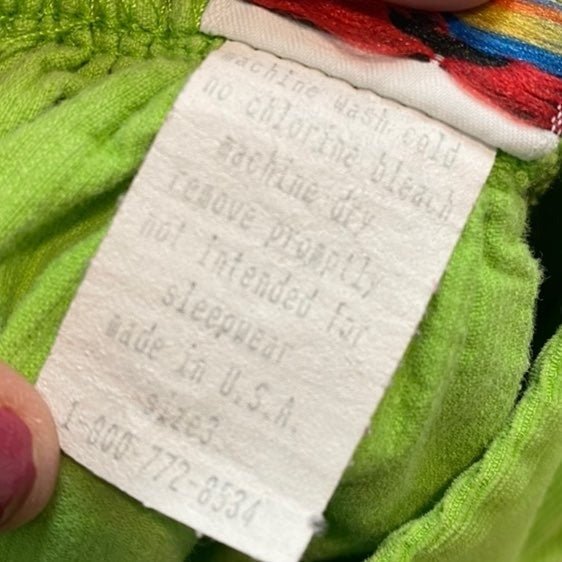 machine wash cold
no chlorine bleach
machine dry
remove promptly
not intended for
sleepwear
made in U.S.A.
size3
1-800-772-8534